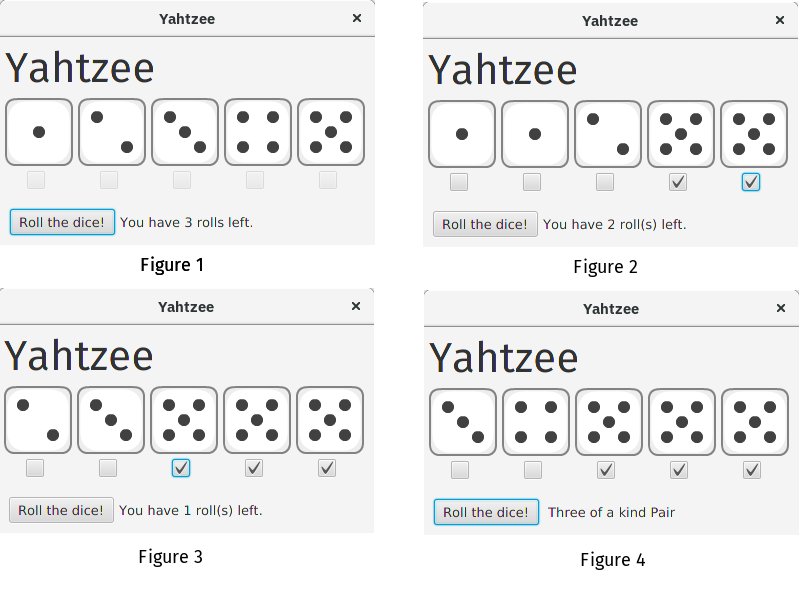 Yahtzee ×
Yahtzee
Roll the dice! You have 3 rolls left.
Figure 1
Yahtzee ×
Yahtzee
Roll the dice! You have 2 roll(s) left.
Figure 2
Yahtzee ×
Yahtzee
Roll the dice! You have 1 roll(s) left.
Figure 3
Yahtzee ×
Yahtzee
Roll the dice! Three of a kind Pair
Figure 4